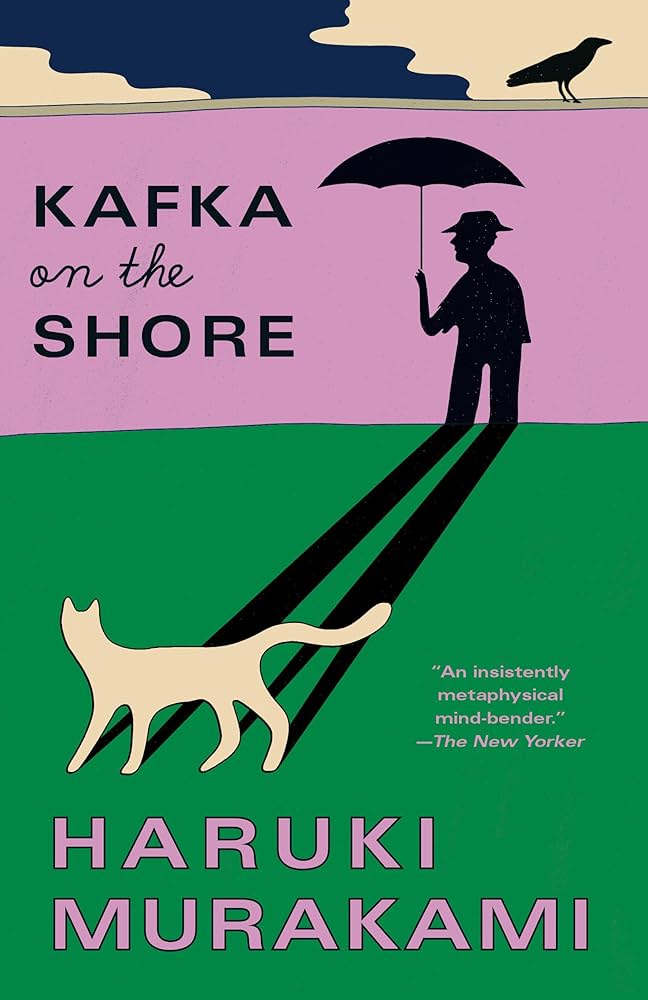 KAFKA
on the
SHORE
“An insistently
metaphysical
mind-bender.”
—The New Yorker
HARUKI
MURAKAMI